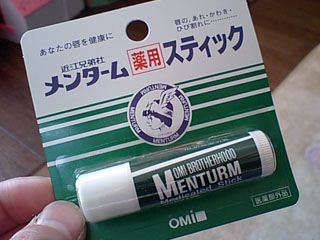 あなたの唇を健康に
唇の、あれ・かわき・
ひび割れに……
近江兄弟社
メンターム 薬用 スティック
MENTURM
OMI BROTHERHOOD
MENTURM
Medicated Stick
OMI
医薬部外品